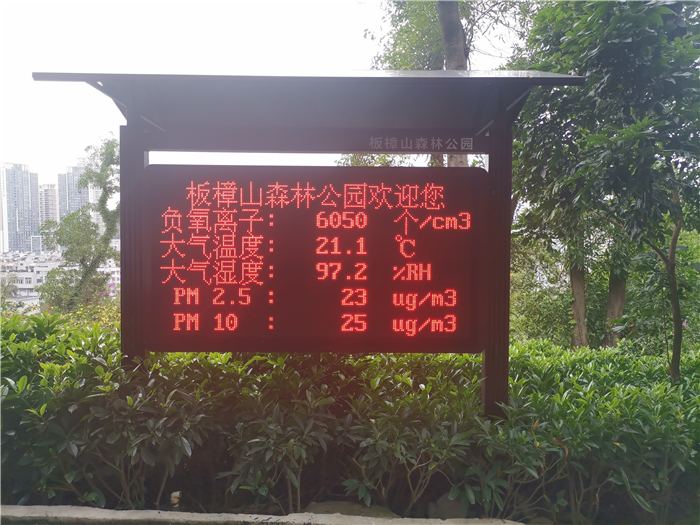 板樟山森林公园
板樟山森林公园欢迎您
负氧离子: 6050 个/cm3
大气温度: 21.1 ℃
大气湿度: 97.2 %RH
PM 2.5 : 23 ug/m3
PM 10 : 25 ug/m3